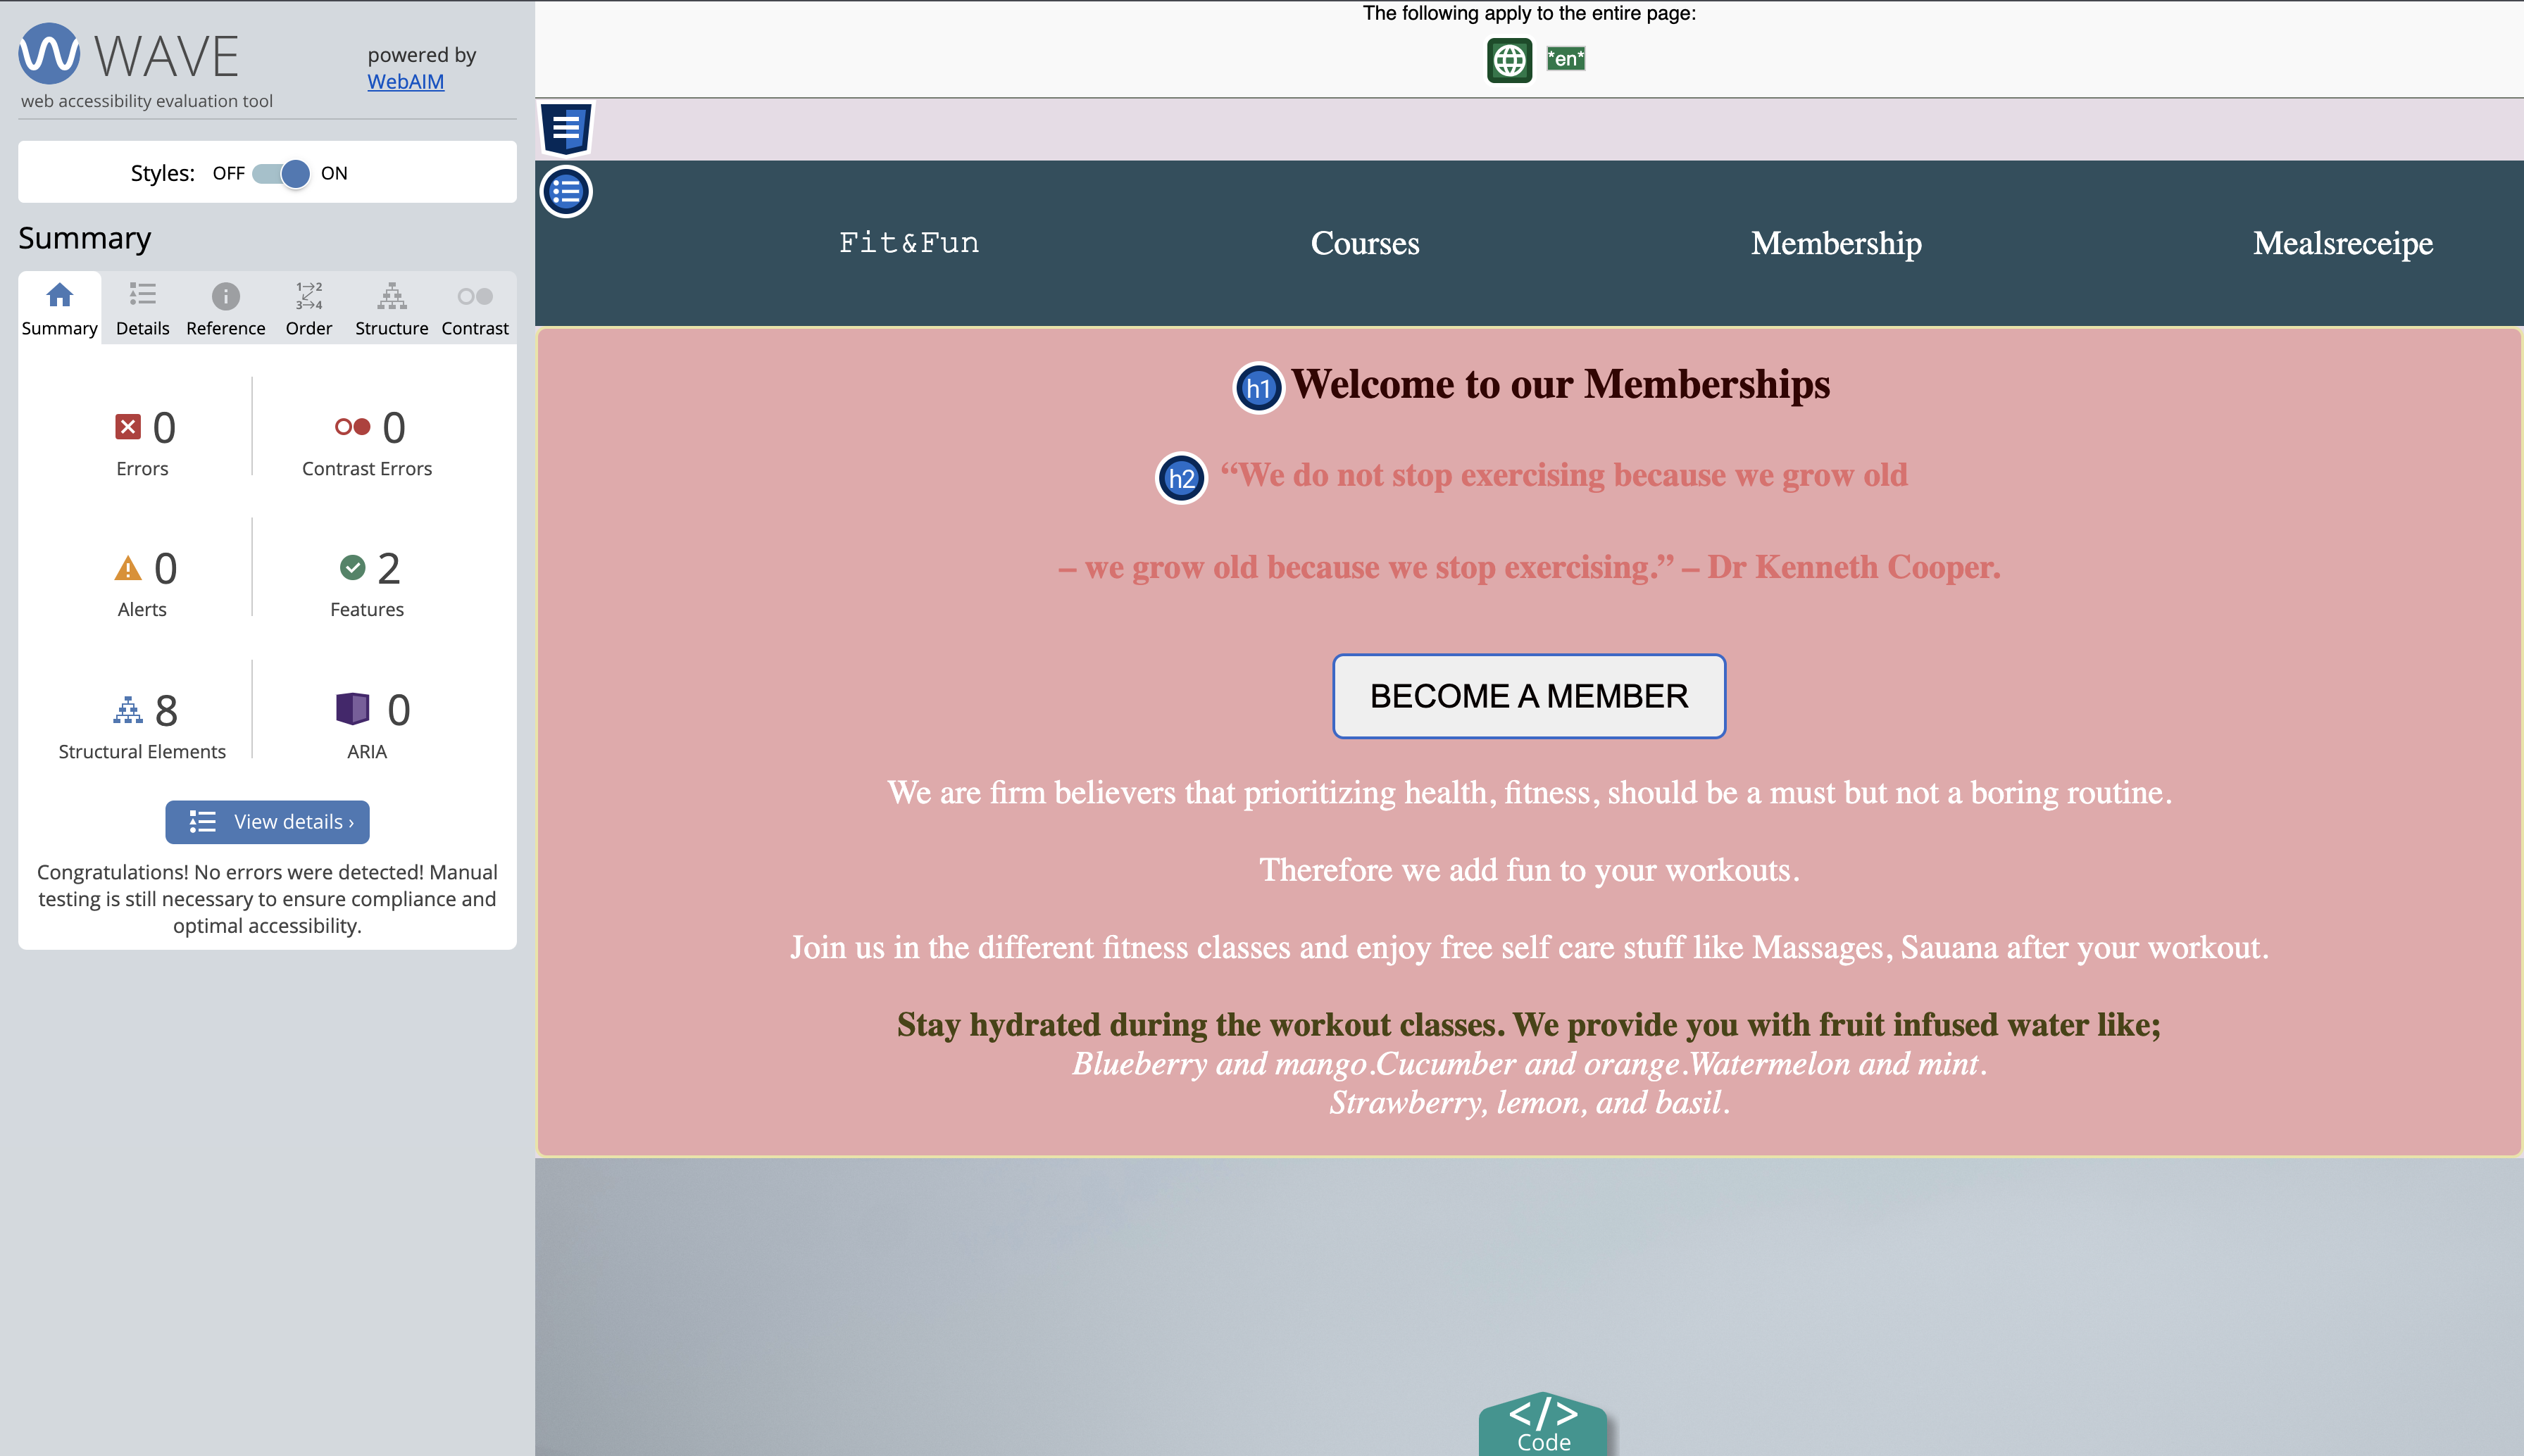 WAVE
powered by
WebAIM
web accessibility evaluation tool
Styles: OFF ON
Summary
1→2
3→4
Summary Details Reference Order Structure Contrast
0 0
Errors Contrast Errors
0 2
Alerts Features
8 0
Structural Elements ARIA
View details ›
Congratulations! No errors were detected! Manual
testing is still necessary to ensure compliance and
optimal accessibility.
The following apply to the entire page:
*en*
Fit&Fun Courses Membership Mealsreceipe
h1 Welcome to our Memberships
h2 “We do not stop exercising because we grow old
– we grow old because we stop exercising.” – Dr Kenneth Cooper.
BECOME A MEMBER
We are firm believers that prioritizing health, fitness, should be a must but not a boring routine.
Therefore we add fun to your workouts.
Join us in the different fitness classes and enjoy free self care stuff like Massages, Sauana after your workout.
Stay hydrated during the workout classes. We provide you with fruit infused water like;
Blueberry and mango.Cucumber and orange.Watermelon and mint.
Strawberry, lemon, and basil.
</>
Code